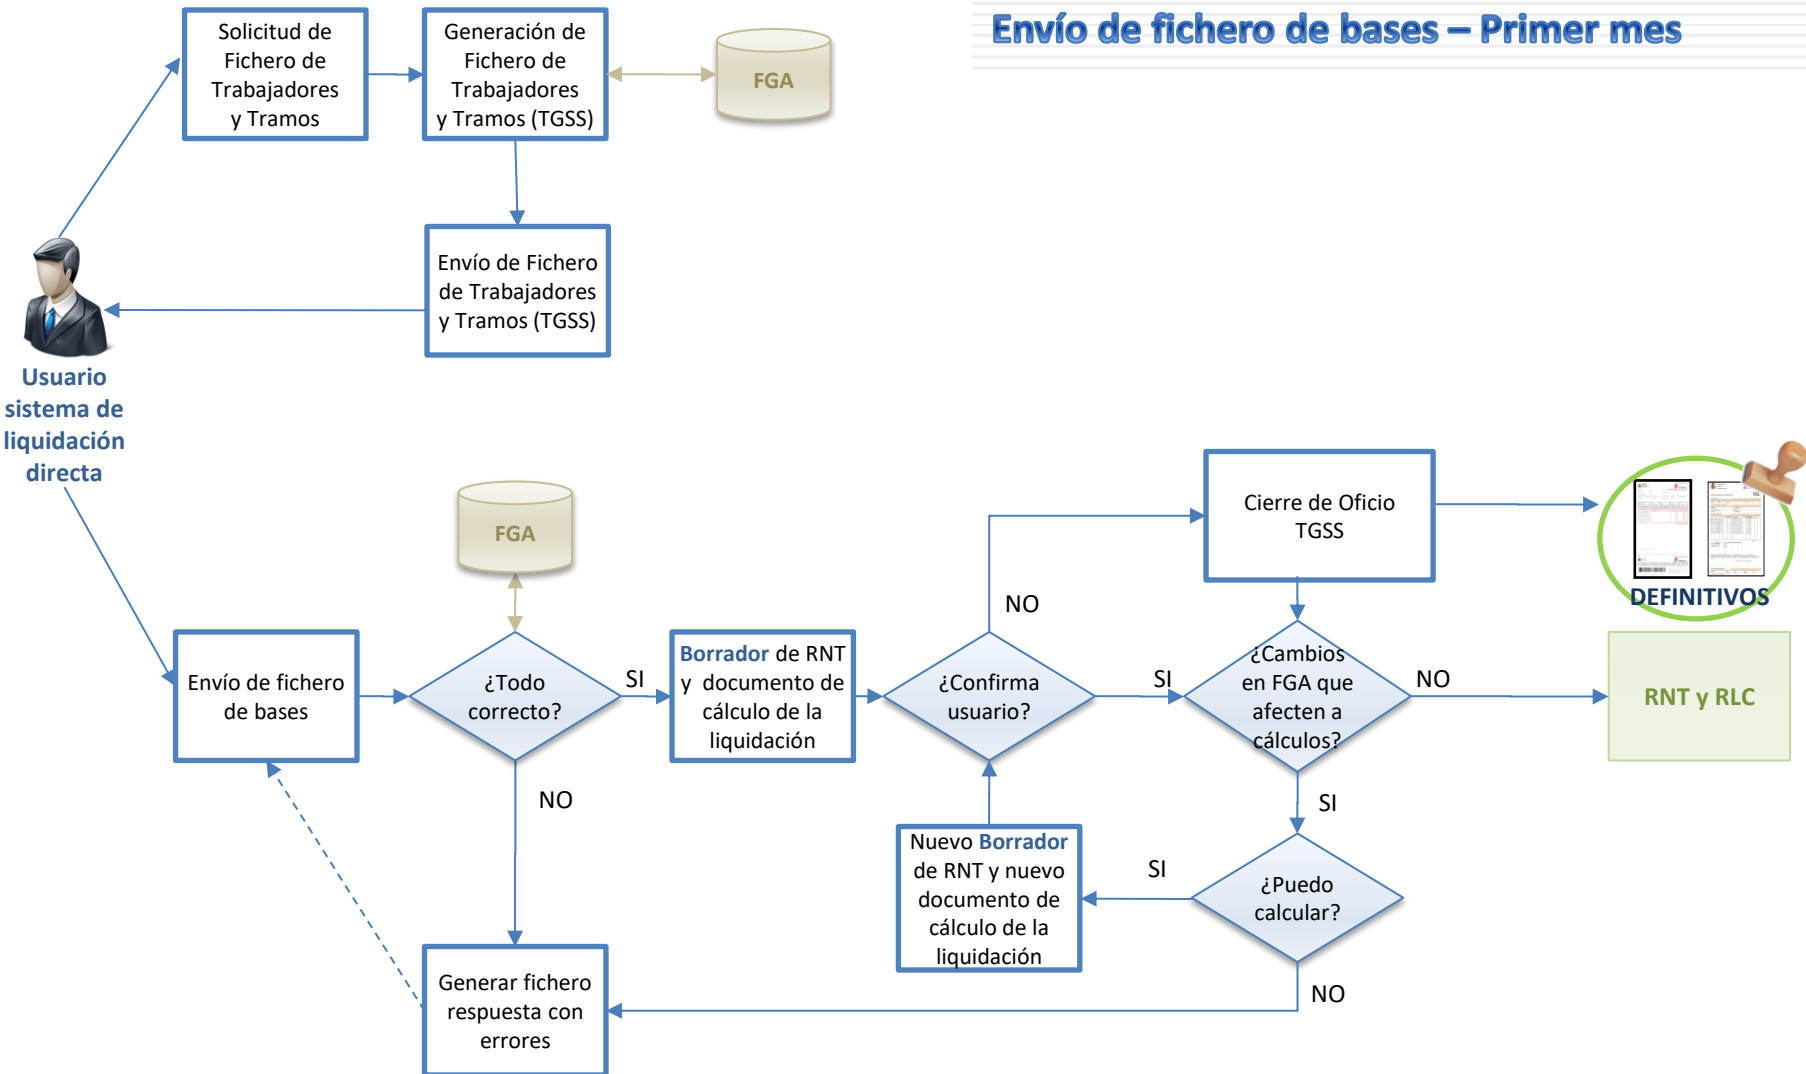 Envío de fichero de bases – Primer mes
Solicitud de
Fichero de
Trabajadores
y Tramos
Generación de
Fichero de
Trabajadores
y Tramos (TGSS)
FGA
Envío de Fichero
de Trabajadores
y Tramos (TGSS)
Usuario
sistema de
liquidación
directa
FGA
Cierre de Oficio
TGSS
DEFINITIVOS
NO
Envío de fichero
de bases
¿Todo
correcto?
SI
Borrador de RNT
y documento de
cálculo de la
liquidación
¿Confirma
usuario?
SI
¿Cambios
en FGA que
afecten a
cálculos?
NO
RNT y RLC
NO
SI
Nuevo Borrador
de RNT y nuevo
documento de
cálculo de la
liquidación
SI
¿Puedo
calcular?
Generar fichero
respuesta con
errores
NO